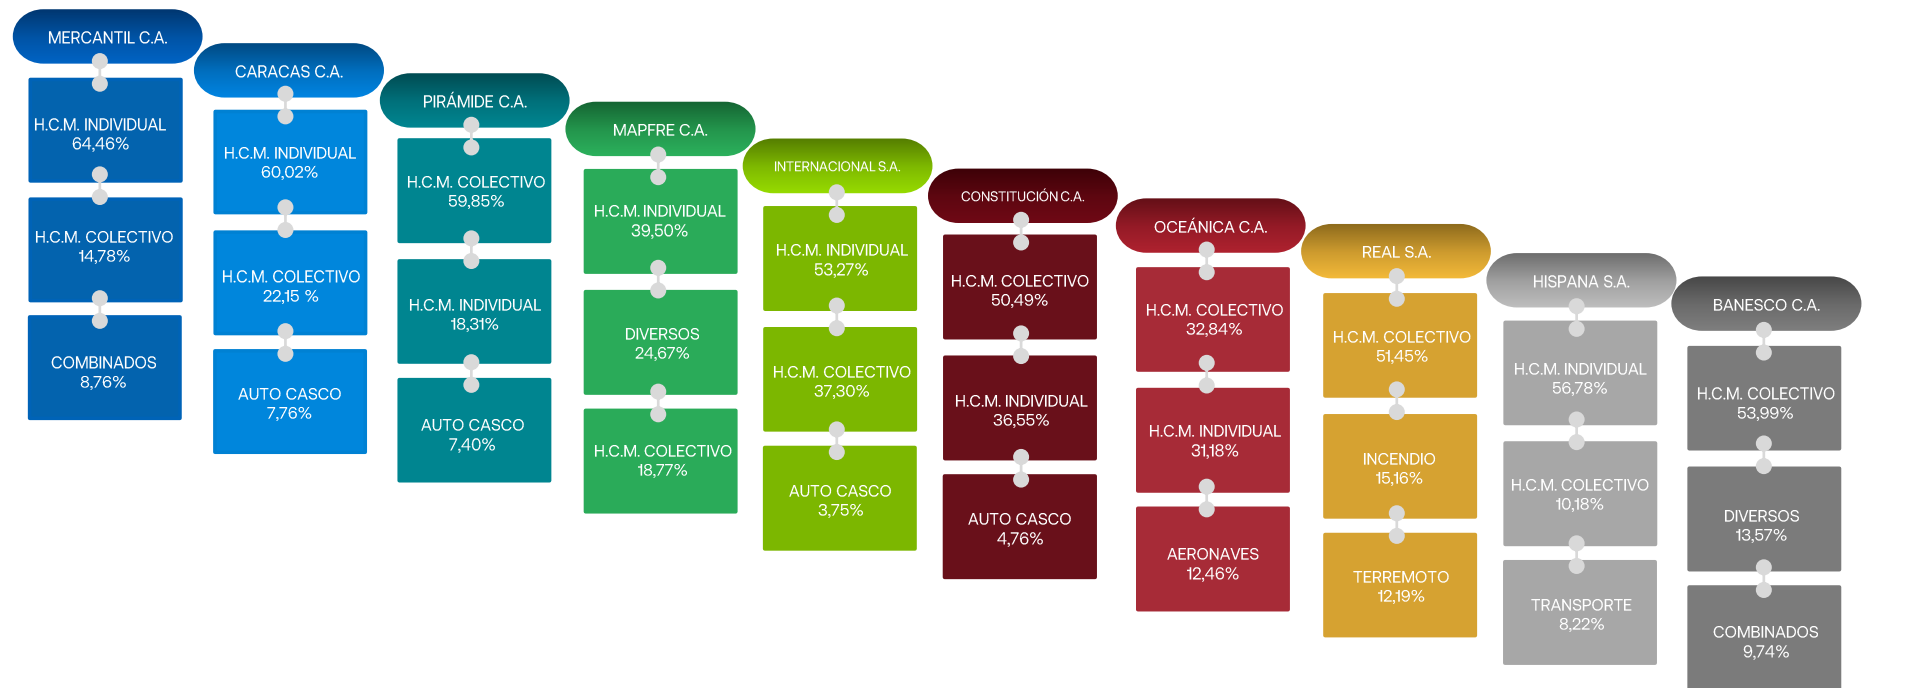 MERCANTIL C.A.
H.C.M. INDIVIDUAL
64,46%
H.C.M. COLECTIVO
14,78%
COMBINADOS
8,76%
CARACAS C.A.
H.C.M. INDIVIDUAL
60,02%
H.C.M. COLECTIVO
22,15 %
AUTO CASCO
7,76%
PIRÁMIDE C.A.
H.C.M. COLECTIVO
59,85%
H.C.M. INDIVIDUAL
18,31%
AUTO CASCO
7,40%
MAPFRE C.A.
H.C.M. INDIVIDUAL
39,50%
DIVERSOS
24,67%
H.C.M. COLECTIVO
18,77%
INTERNACIONAL S.A.
H.C.M. INDIVIDUAL
53,27%
H.C.M. COLECTIVO
37,30%
AUTO CASCO
3,75%
CONSTITUCIÓN C.A.
H.C.M. COLECTIVO
50,49%
H.C.M. INDIVIDUAL
36,55%
AUTO CASCO
4,76%
OCEÁNICA C.A.
H.C.M. COLECTIVO
32,84%
H.C.M. INDIVIDUAL
31,18%
AERONAVES
12,46%
REAL S.A.
H.C.M. COLECTIVO
51,45%
INCENDIO
15,16%
TERREMOTO
12,19%
HISPANA S.A.
H.C.M. INDIVIDUAL
56,78%
H.C.M. COLECTIVO
10,18%
TRANSPORTE
8,22%
BANESCO C.A.
H.C.M. COLECTIVO
53,99%
DIVERSOS
13,57%
COMBINADOS
9,74%